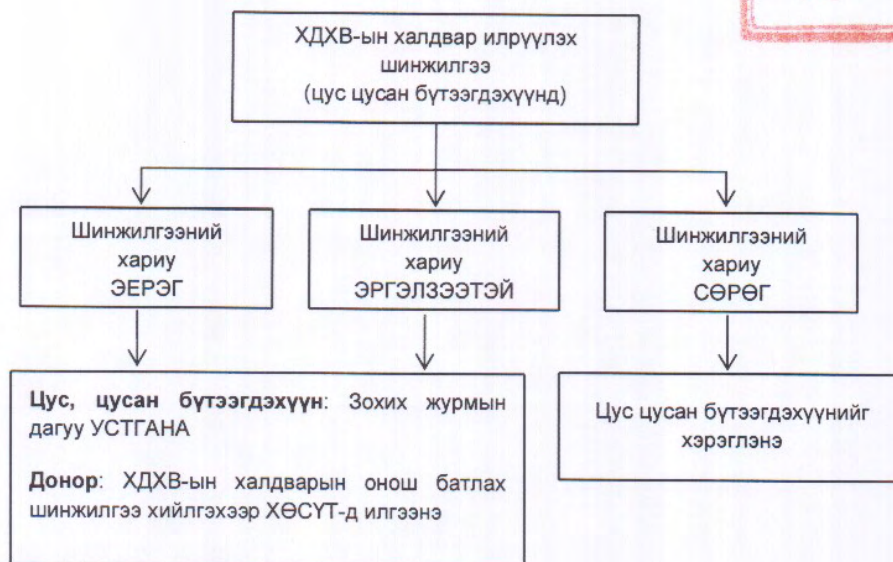 ХДХВ-ын халдвар илрүүлэх
шинжилгээ
(цус цусан бүтээгдэхүүнд)
Шинжилгээний
хариу
ЭЕРЭГ
Шинжилгээний
хариу
ЭРГЭЛЗЭЭТЭЙ
Шинжилгээний
хариу
СӨРӨГ
Цус, цусан бүтээгдэхүүн: Зохих журмын
дагуу УСТГАНА
Донор: ХДХВ-ын халдварын онош батлах
шинжилгээ хийлгэхээр ХӨСҮТ-д илгээнэ
Цус цусан бүтээгдэхүүнийг
хэрэглэнэ